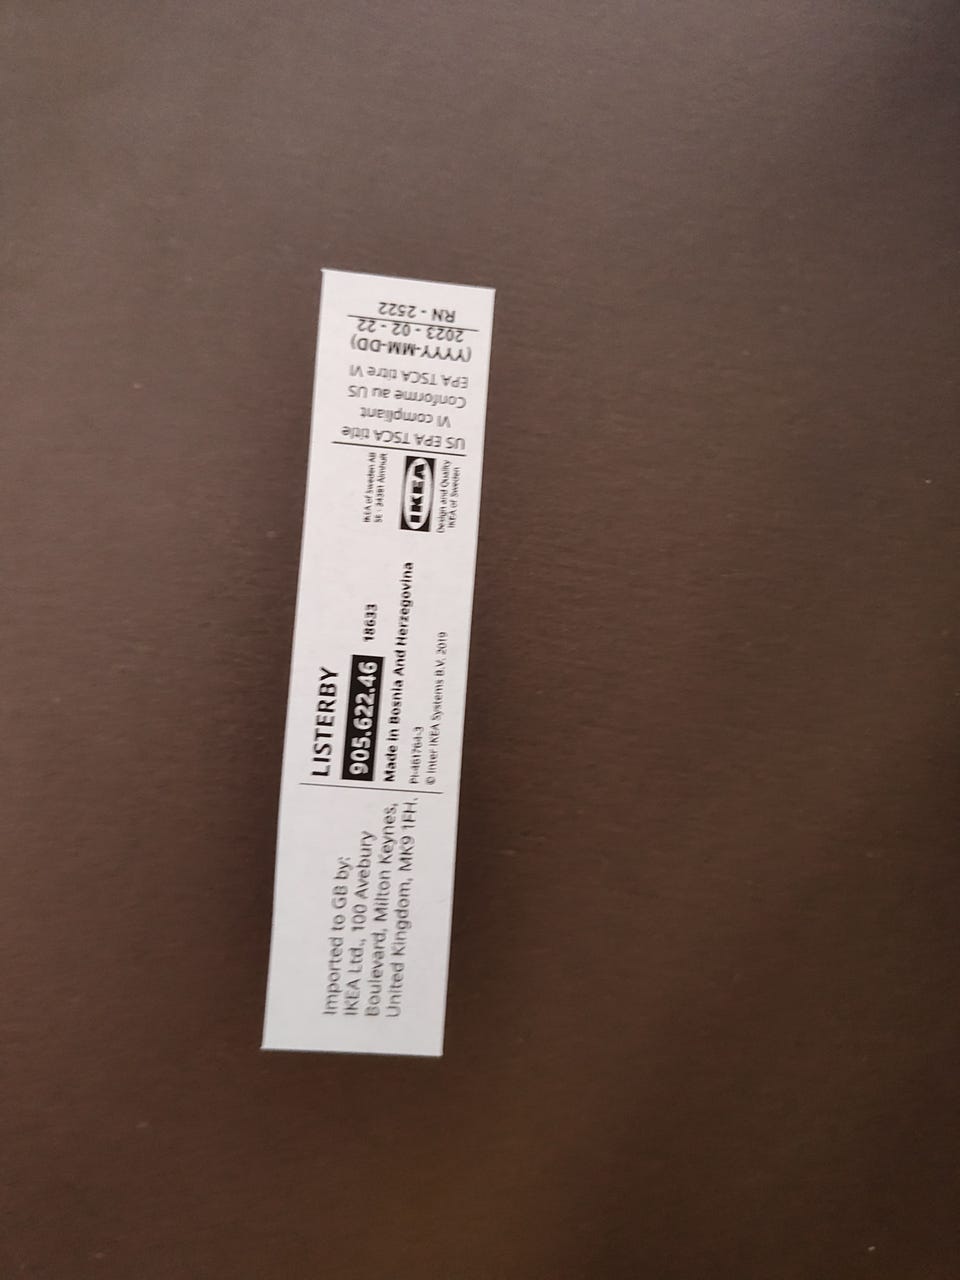 Imported to GB by:
IKEA Ltd., 100 Avebury
Boulevard, Milton Keynes,
United Kingdom, MK9 1FH.
LISTERBY
905.622.46 18633
Made in Bosnia And Herzegovina
PI-461764-3
© Inter IKEA Systems B.V. 2019
IKEA of Sweden AB
SE - 34381 Älmhult
IKEA
Design and Quality
IKEA of Sweden
US EPA TSCA title
VI compliant
Conforme au US
EPA TSCA titre VI
(YYYY-MM-DD)
2023 - 02 - 22
RN - 2522